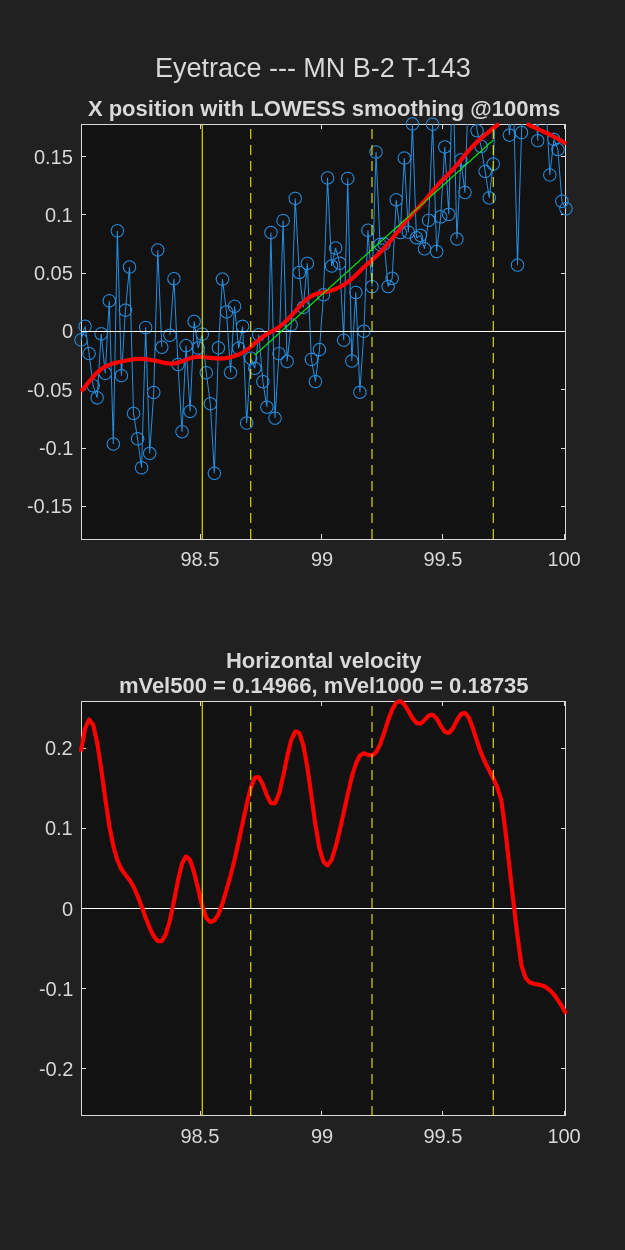 Eyetrace --- MN B-2 T-143
X position with LOWESS smoothing @100ms
0.15
0.1
0.05
0
-0.05
-0.1
-0.15
98.5 99 99.5 100
Horizontal velocity
mVel500 = 0.14966, mVel1000 = 0.18735
0.2
0.1
0
-0.1
-0.2
98.5 99 99.5 100